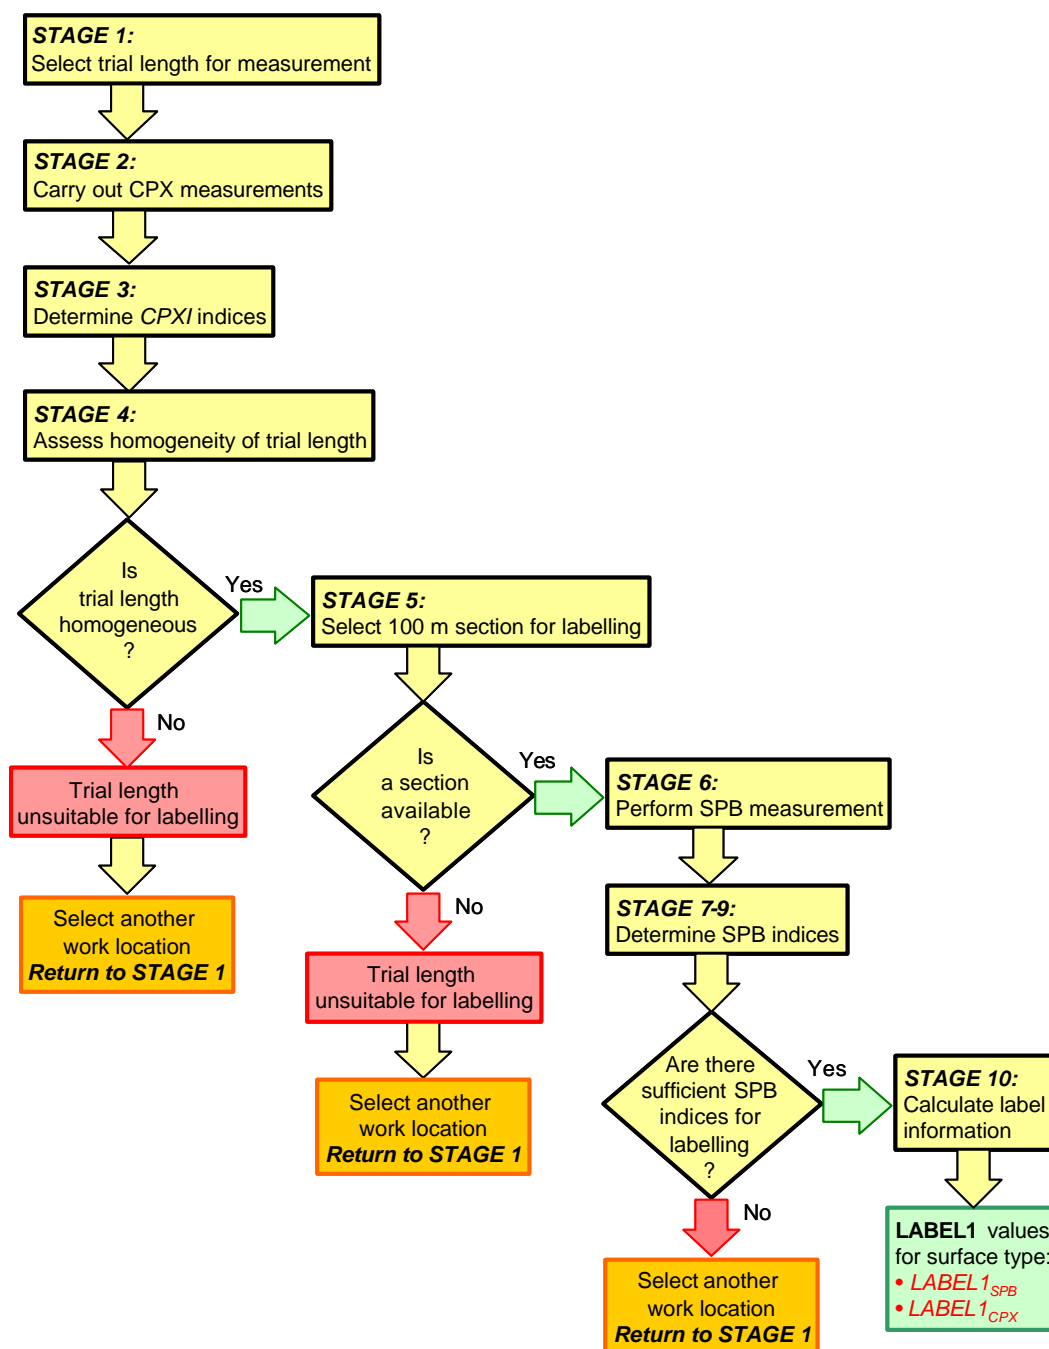 STAGE 1:
Select trial length for measurement
STAGE 2:
Carry out CPX measurements
STAGE 3:
Determine CPXI indices
STAGE 4:
Assess homogeneity of trial length
Is
trial length
homogeneous
?
Yes
No
Trial length
unsuitable for labelling
Select another
work location
Return to STAGE 1
STAGE 5:
Select 100 m section for labelling
Is
a section
available
?
Yes
No
Trial length
unsuitable for labelling
Select another
work location
Return to STAGE 1
STAGE 6:
Perform SPB measurement
STAGE 7-9:
Determine SPB indices
Are there
sufficient SPB
indices for
labelling
?
Yes
No
Select another
work location
Return to STAGE 1
STAGE 10:
Calculate label
information
LABEL1 values
for surface type:
• LABEL1SPB
• LABEL1CPX